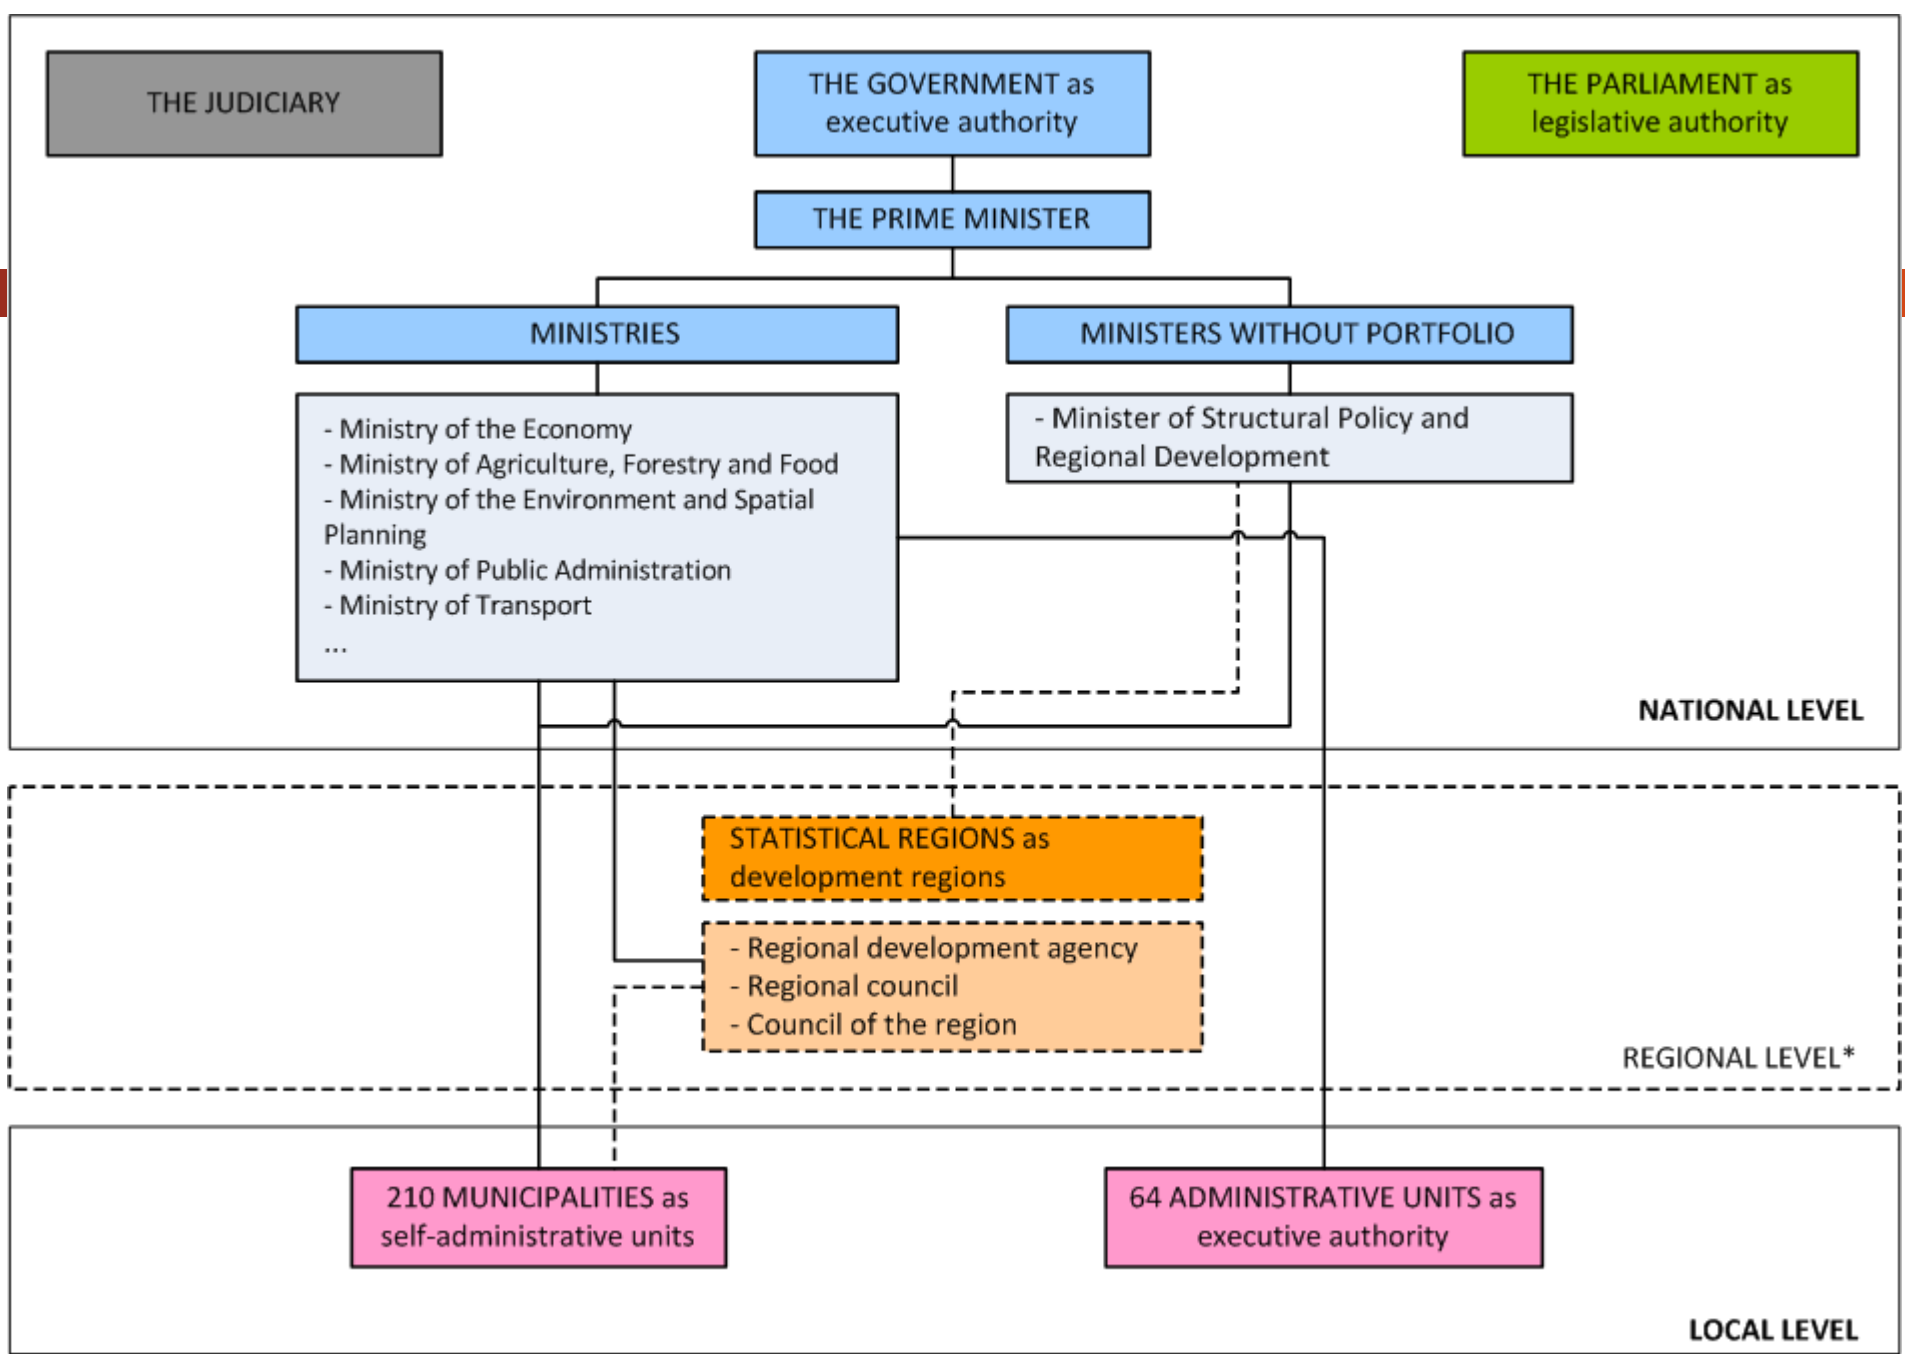 THE JUDICIARY
THE GOVERNMENT as
executive authority
THE PARLIAMENT as
legislative authority
THE PRIME MINISTER
MINISTRIES
MINISTERS WITHOUT PORTFOLIO
- Ministry of the Economy
- Ministry of Agriculture, Forestry and Food
- Ministry of the Environment and Spatial
Planning
- Ministry of Public Administration
- Ministry of Transport
...
- Minister of Structural Policy and
Regional Development
NATIONAL LEVEL
STATISTICAL REGIONS as
development regions
- Regional development agency
- Regional council
- Council of the region
REGIONAL LEVEL*
210 MUNICIPALITIES as
self-administrative units
64 ADMINISTRATIVE UNITS as
executive authority
LOCAL LEVEL